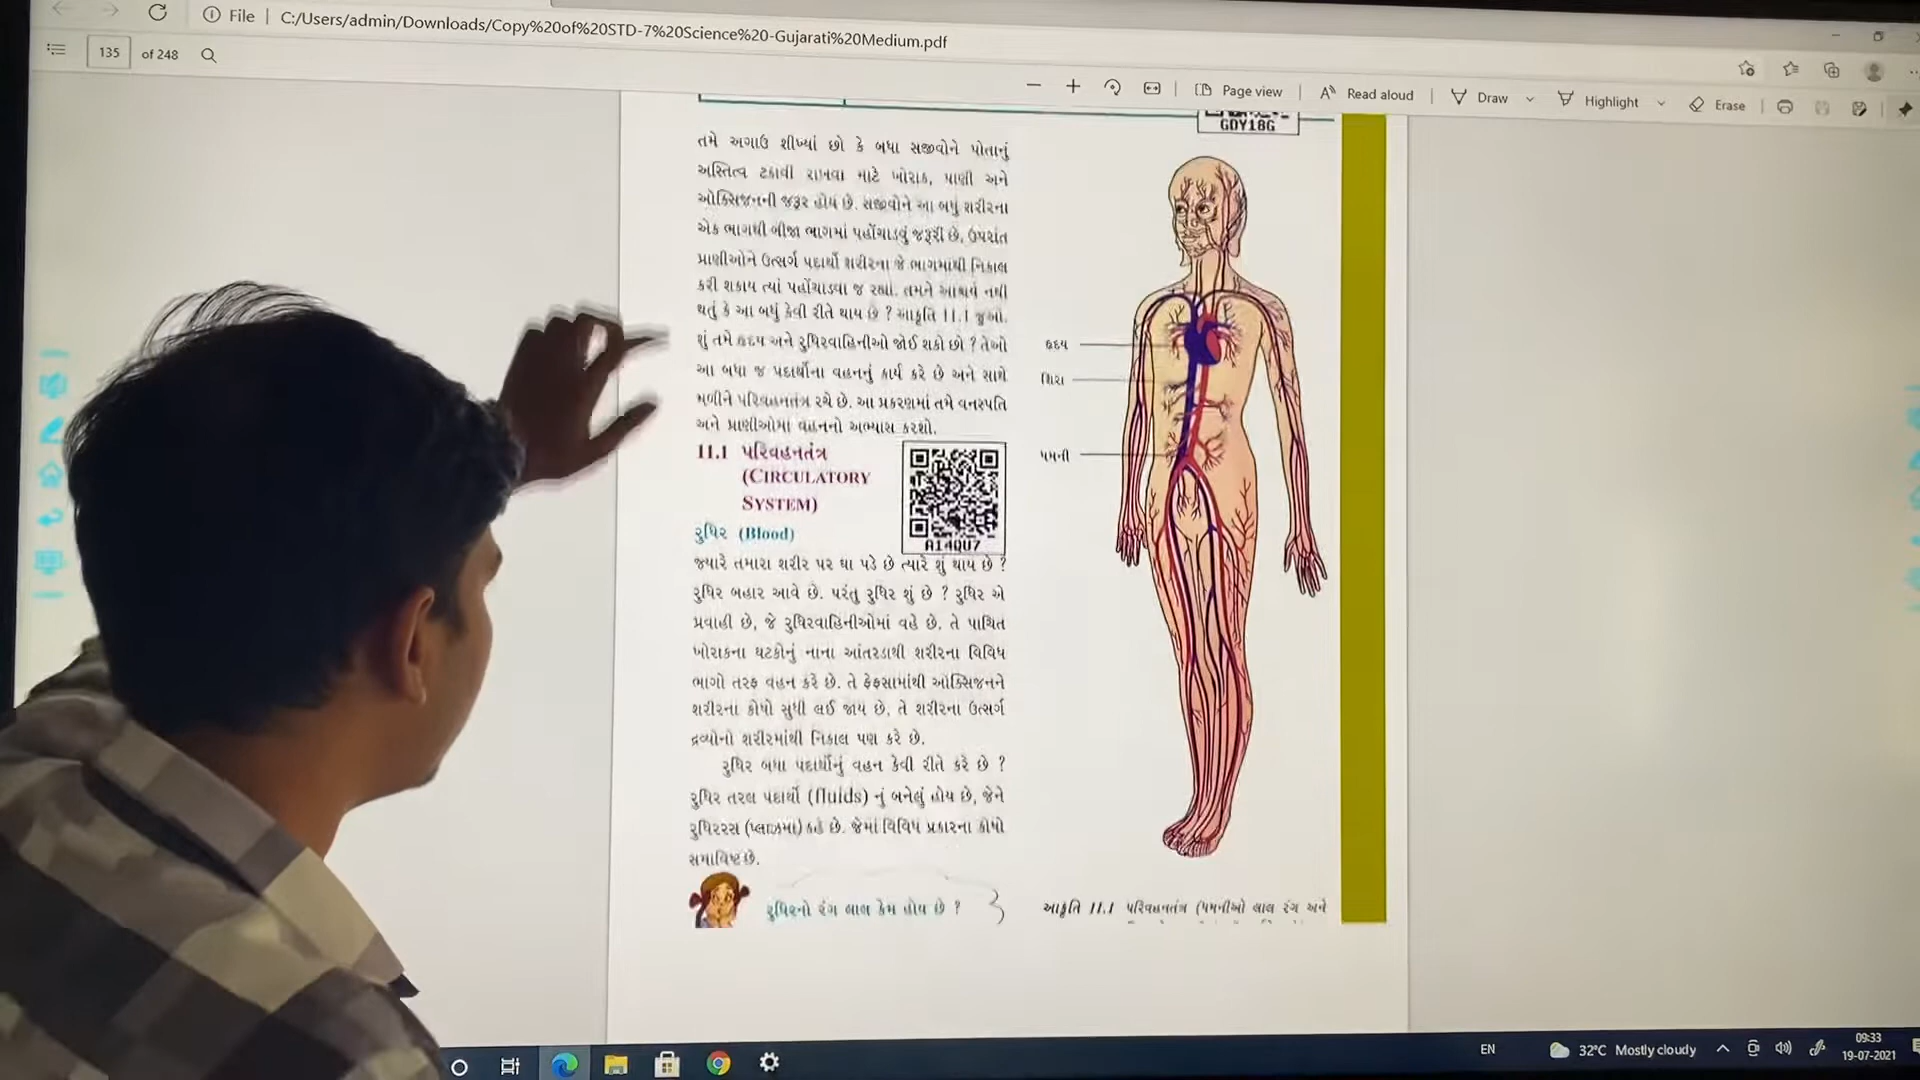 File | C:/Users/admin/Downloads/Copy%20of%20STD-7%20Science%20-Gujarati%20Medium.pdf
135 of 248
Page view | Read aloud | Draw Highlight Erase
GDY18G
તમે અગાઉ શીખ્યાં છો કે બધા સજીવોને પોતાનું
અસ્તિત્વ ટકાવી રાખવા માટે ખોરાક, પાણી અને
ઓક્સિજનની જરૂર હોય છે. સજીવોને આ બધું શરીરના
એક ભાગથી બીજા ભાગમાં પહોંચાડવું જરૂરી છે, ઉપરાંત
પ્રાણીઓને ઉત્સર્ગ પદાર્થો શરીરના જે ભાગમાંથી નિકાલ
કરી શકાય ત્યાં પહોંચાડવા જ રહ્યાં. તમને આશ્ચર્ય નથી
થતું કે આ બધું કેવી રીતે થાય છે ? આકૃતિ 11.1 જુઓ.
શું તમે હૃદય અને રુધિરવાહિનીઓ જોઈ શકો છો ? તેઓ
આ બધા જ પદાર્થોના વહનનું કાર્ય કરે છે અને સાથે
મળીને પરિવહનતંત્ર રચે છે. આ પ્રકરણમાં તમે વનસ્પતિ
અને પ્રાણીઓમાં વહનનો અભ્યાસ કરશો.
11.1 પરિવહનતંત્ર
(CIRCULATORY
SYSTEM)
A14QU7
રુધિર (Blood)
જ્યારે તમારા શરીર પર ઘા પડે છે ત્યારે શું થાય છે ?
રુધિર બહાર આવે છે. પરંતુ રુધિર શું છે ? રુધિર એ
પ્રવાહી છે, જે રુધિરવાહિનીઓમાં વહે છે. તે પાચિત
ખોરાકના ઘટકોનું નાના આંતરડાથી શરીરના વિવિધ
ભાગો તરફ વહન કરે છે. તે ફેફસામાંથી ઑક્સિજનને
શરીરના કોષો સુધી લઈ જાય છે, તે શરીરના ઉત્સર્ગ
દ્રવ્યોનો શરીરમાંથી નિકાલ પણ કરે છે.
રુધિર બધા પદાર્થોનું વહન કેવી રીતે કરે છે ?
રુધિર તરલ પદાર્થો (fluids) નું બનેલું હોય છે, જેને
રુધિરરસ (પ્લાઝમા) કહે છે. જેમાં વિવિધ પ્રકારના કોષો
સમાવિષ્ટ છે.
રુધિરનો રંગ લાલ કેમ હોય છે ?
હૃદય
શિરા
ધમની
આકૃતિ 11.1 પરિવહનતંત્ર (ધમનીઓ લાલ રંગ અને
EN 32°C Mostly cloudy 09:33
19-07-2021